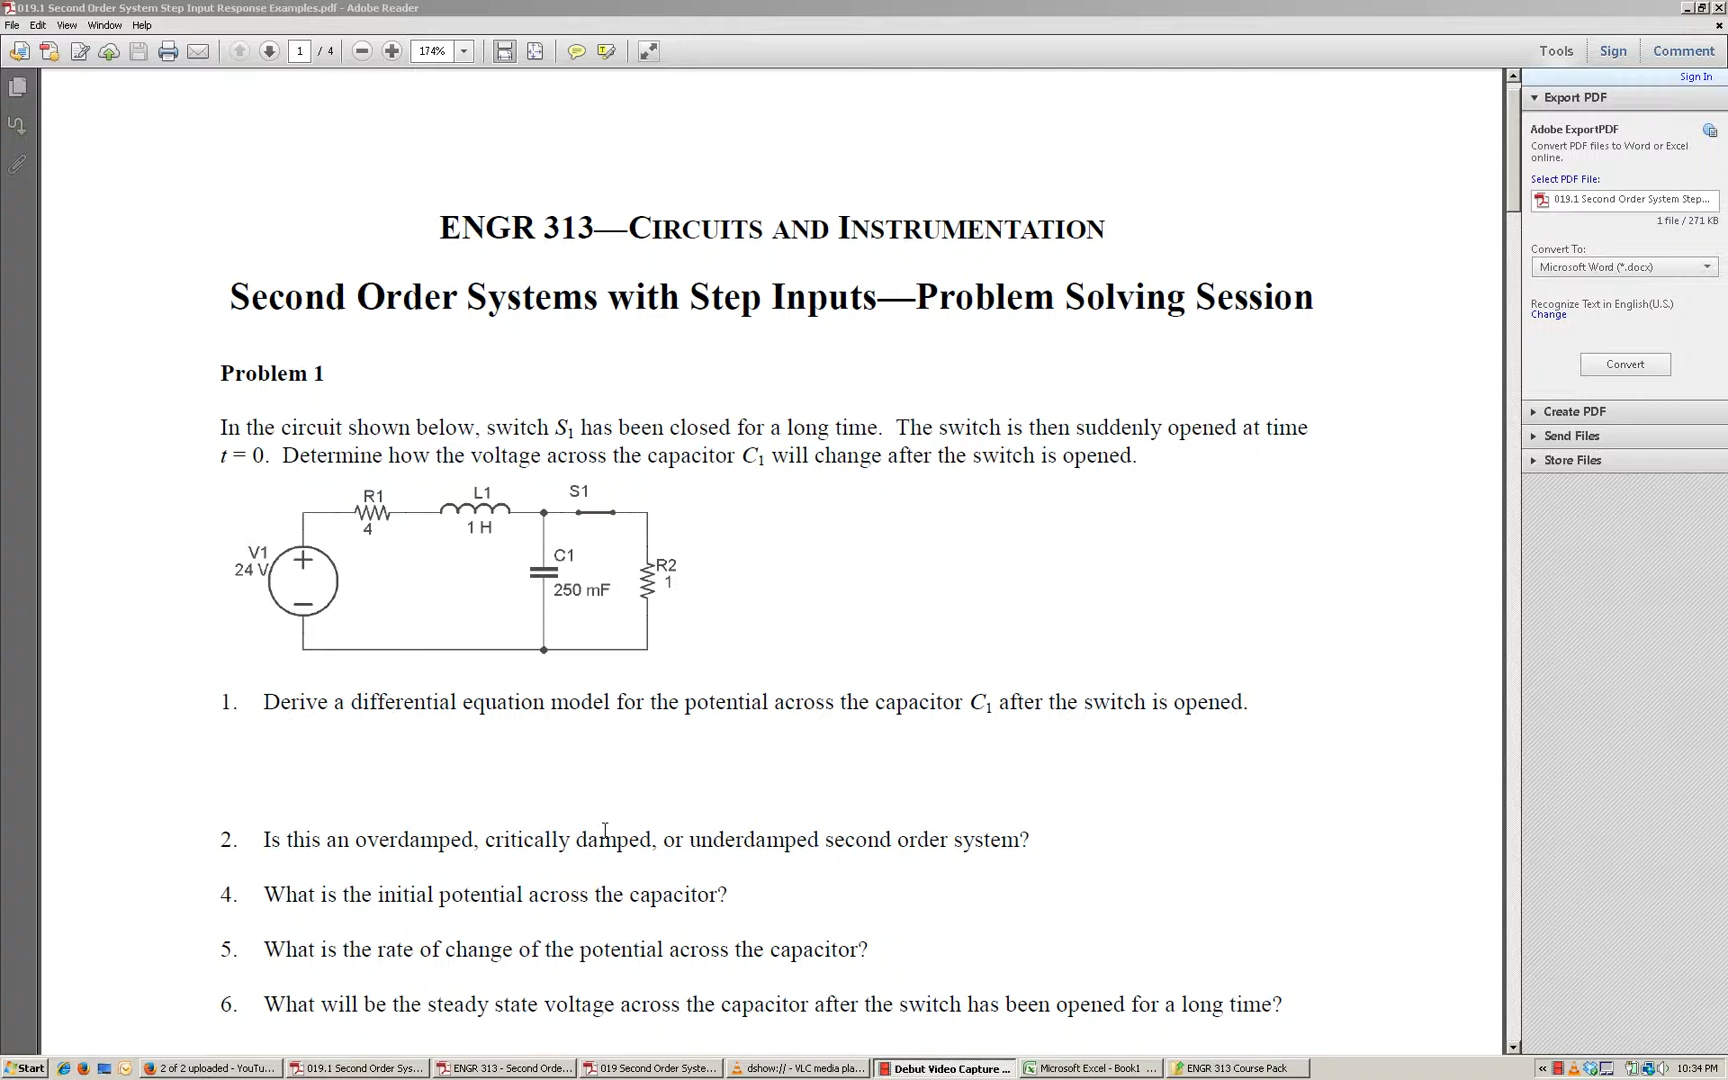 019.1 Second Order System Step Input Response Examples.pdf - Adobe Reader
File Edit View Window Help
1 / 4 174% Tools Sign Comment
Sign In
Export PDF
Adobe ExportPDF
Convert PDF files to Word or Excel
online.
Select PDF File:
019.1 Second Order System Step...
1 file / 271 KB
Convert To:
Microsoft Word (*.docx)
Recognize Text in English(U.S.)
Change
Convert
Create PDF
Send Files
Store Files
ENGR 313—CIRCUITS AND INSTRUMENTATION
Second Order Systems with Step Inputs—Problem Solving Session
Problem 1
In the circuit shown below, switch S1 has been closed for a long time. The switch is then suddenly opened at time
t = 0. Determine how the voltage across the capacitor C1 will change after the switch is opened.
R1
4
L1
1 H
S1
V1
24 V
C1
250 mF
R2
1
1. Derive a differential equation model for the potential across the capacitor C1 after the switch is opened.
2. Is this an overdamped, critically damped, or underdamped second order system?
4. What is the initial potential across the capacitor?
5. What is the rate of change of the potential across the capacitor?
6. What will be the steady state voltage across the capacitor after the switch has been opened for a long time?
Start 2 of 2 uploaded - YouTu... 019.1 Second Order Sys... ENGR 313 - Second Orde... 019 Second Order Syste... dshow:// - VLC media pla... Debut Video Capture ... Microsoft Excel - Book1 ... ENGR 313 Course Pack 10:34 PM